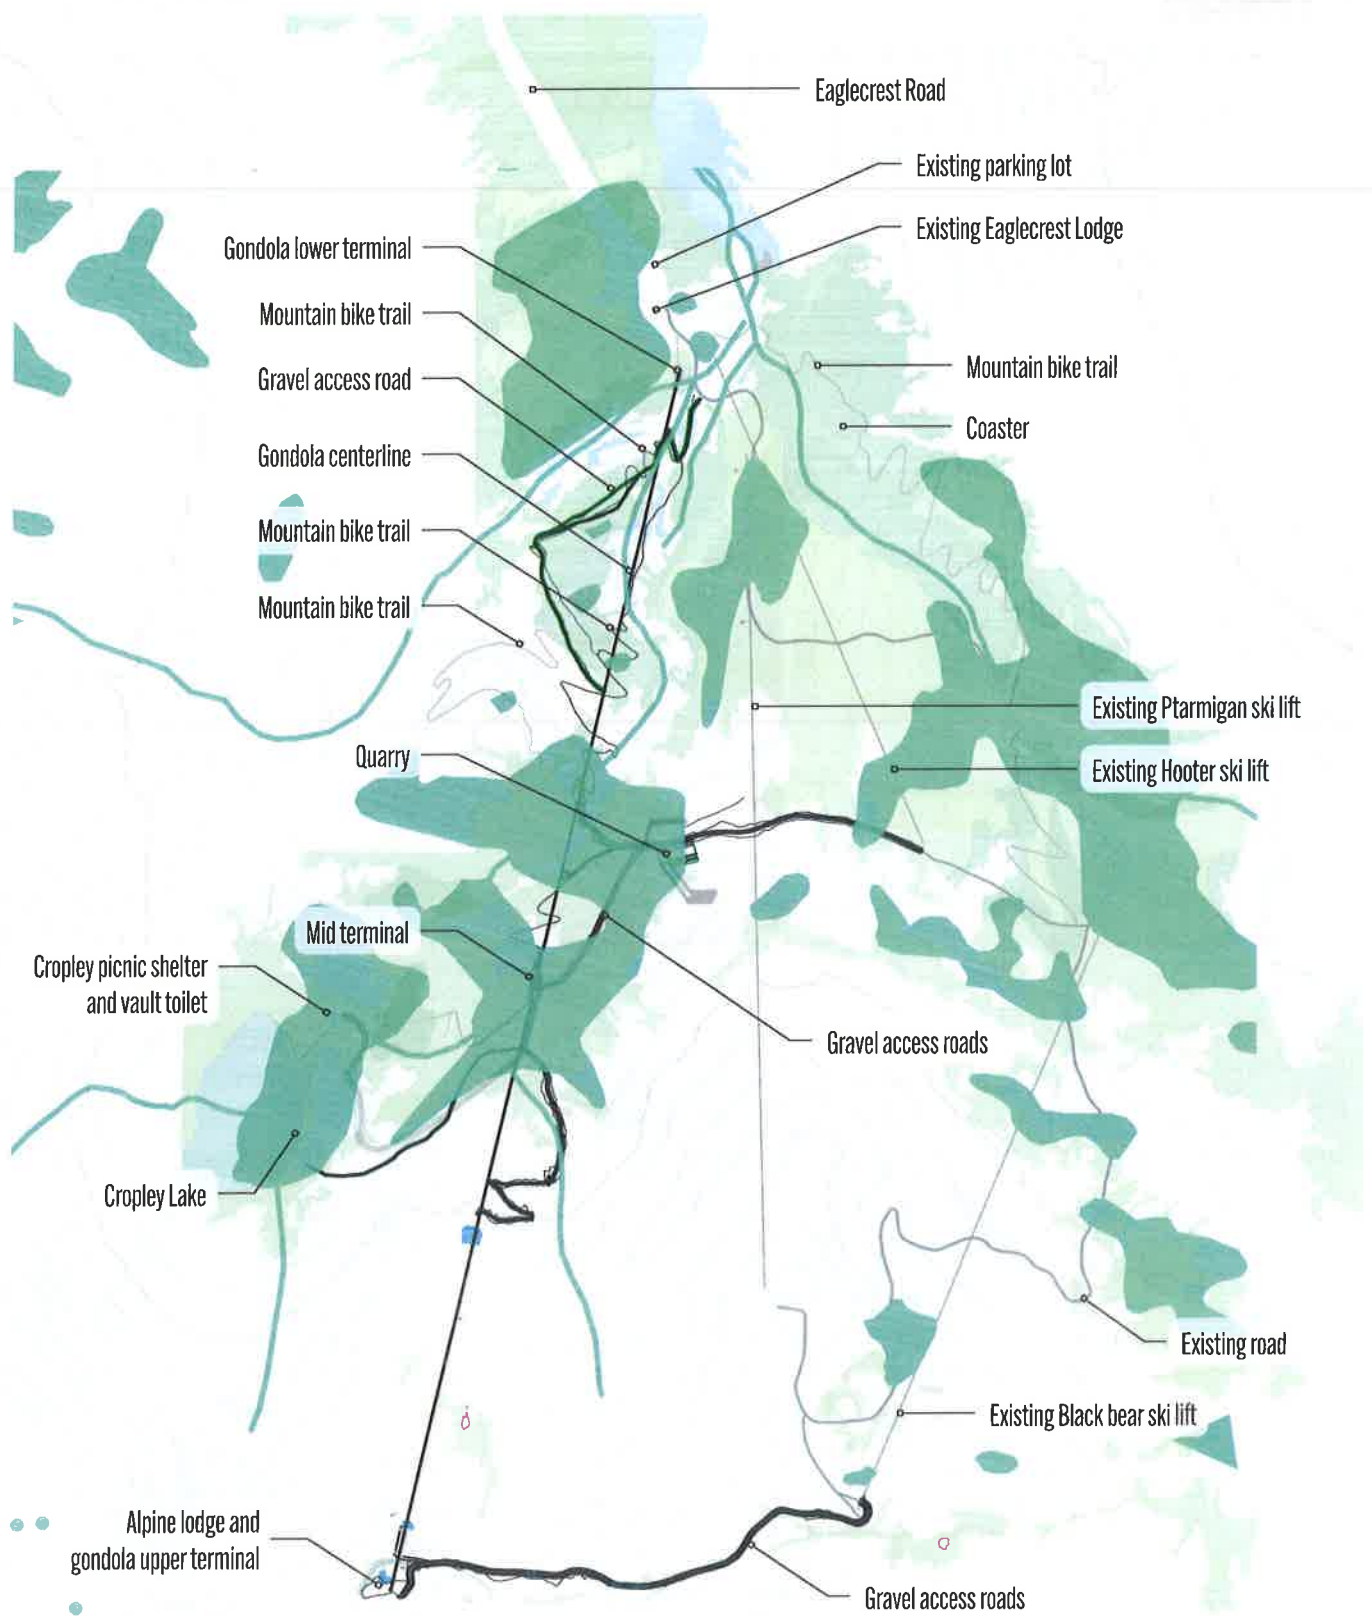 Eaglecrest Road
Existing parking lot
Existing Eaglecrest Lodge
Gondola lower terminal
Mountain bike trail
Gravel access road
Mountain bike trail
Coaster
Gondola centerline
Mountain bike trail
Mountain bike trail
Existing Ptarmigan ski lift
Quarry
Existing Hooter ski lift
Mid terminal
Cropley picnic shelter
and vault toilet
Gravel access roads
Cropley Lake
Existing road
Existing Black bear ski lift
Alpine lodge and
gondola upper terminal
Gravel access roads